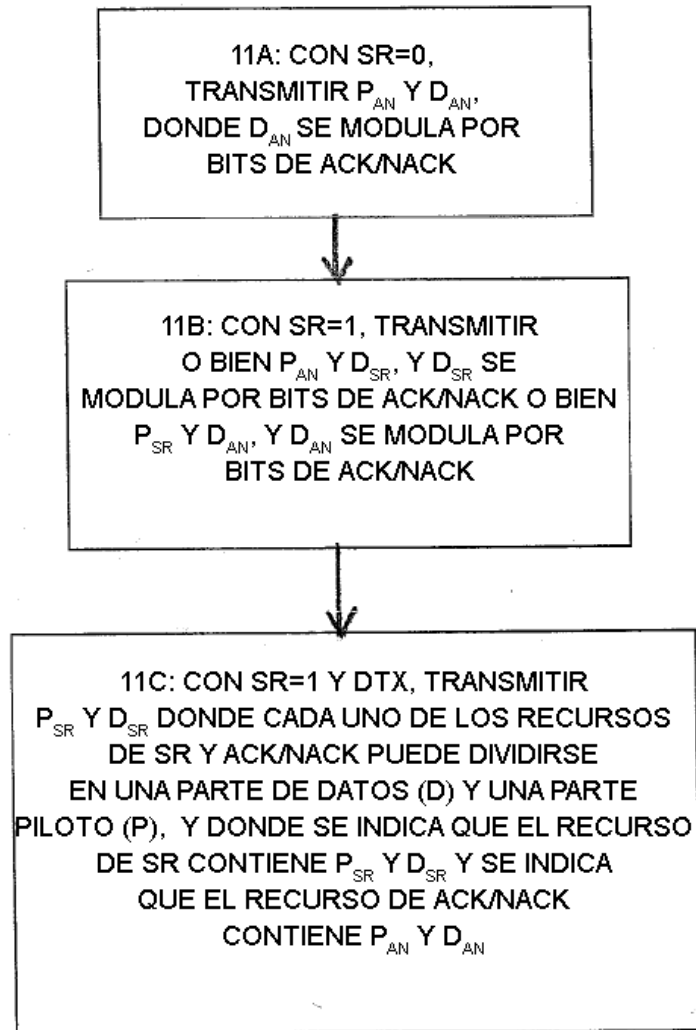 11A: CON SR=0,
TRANSMITIR P_AN Y D_AN,
DONDE D_AN SE MODULA POR
BITS DE ACK/NACK
11B: CON SR=1, TRANSMITIR
O BIEN P_AN Y D_SR, Y D_SR SE
MODULA POR BITS DE ACK/NACK O BIEN
P_SR Y D_AN, Y D_AN SE MODULA POR
BITS DE ACK/NACK
11C: CON SR=1 Y DTX, TRANSMITIR
P_SR Y D_SR DONDE CADA UNO DE LOS RECURSOS
DE SR Y ACK/NACK PUEDE DIVIDIRSE
EN UNA PARTE DE DATOS (D) Y UNA PARTE
PILOTO (P), Y DONDE SE INDICA QUE EL RECURSO
DE SR CONTIENE P_SR Y D_SR Y SE INDICA
QUE EL RECURSO DE ACK/NACK
CONTIENE P_AN Y D_AN